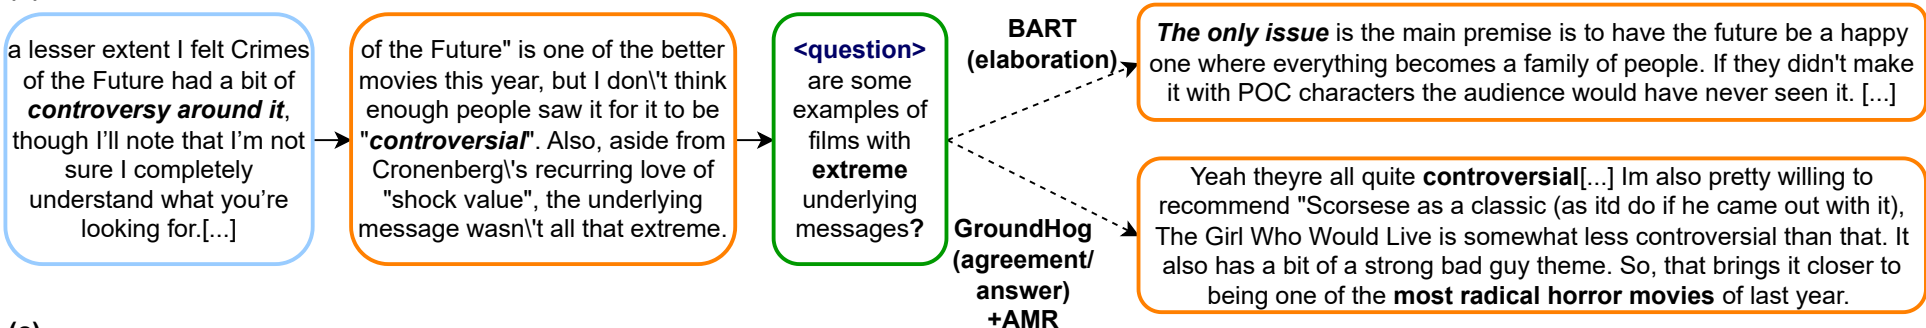 a lesser extent I felt Crimes
of the Future had a bit of
controversy around it,
though I'll note that I'm not
sure I completely
understand what you're
looking for.[...]
of the Future" is one of the better
movies this year, but I don\'t think
enough people saw it for it to be
"controversial". Also, aside from
Cronenberg\'s recurring love of
"shock value", the underlying
message wasn\'t all that extreme.
<question>
are some
examples of
films with
extreme
underlying
messages?
BART
(elaboration)
The only issue is the main premise is to have the future be a happy
one where everything becomes a family of people. If they didn't make
it with POC characters the audience would have never seen it. [...]
GroundHog
(agreement/
answer)
+AMR
Yeah theyre all quite controversial[...] Im also pretty willing to
recommend "Scorsese as a classic (as itd do if he came out with it),
The Girl Who Would Live is somewhat less controversial than that. It
also has a bit of a strong bad guy theme. So, that brings it closer to
being one of the most radical horror movies of last year.